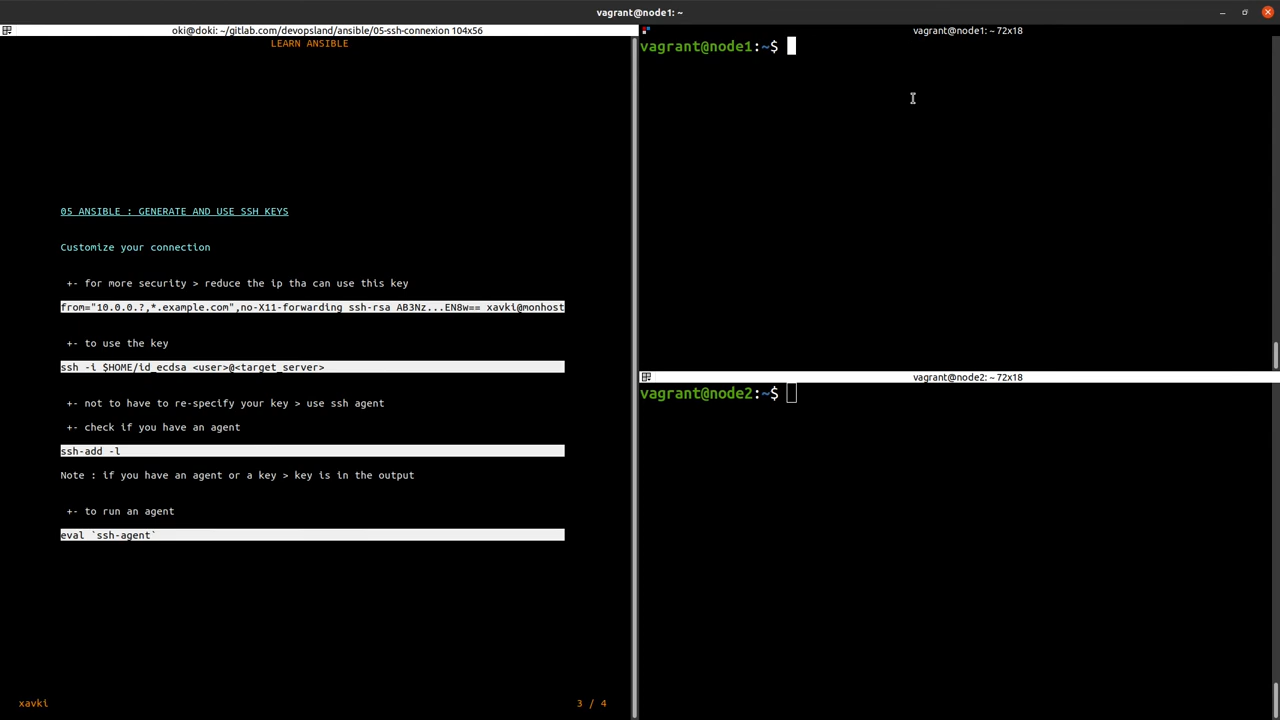 vagrant@node1: ~
oki@doki: ~/gitlab.com/devopsland/ansible/05-ssh-connexion 104x56
LEARN ANSIBLE
05 ANSIBLE : GENERATE AND USE SSH KEYS
Customize your connection
+- for more security > reduce the ip tha can use this key
from="10.0.0.?,*.example.com",no-X11-forwarding ssh-rsa AB3Nz...EN8w== xavki@monhost
+- to use the key
ssh -i $HOME/id_ecdsa <user>@<target_server>
+- not to have to re-specify your key > use ssh agent
+- check if you have an agent
ssh-add -l
Note : if you have an agent or a key > key is in the output
+- to run an agent
eval `ssh-agent`
xavki
3 / 4
vagrant@node1: ~ 72x18
vagrant@node1:~$
vagrant@node2: ~ 72x18
vagrant@node2:~$